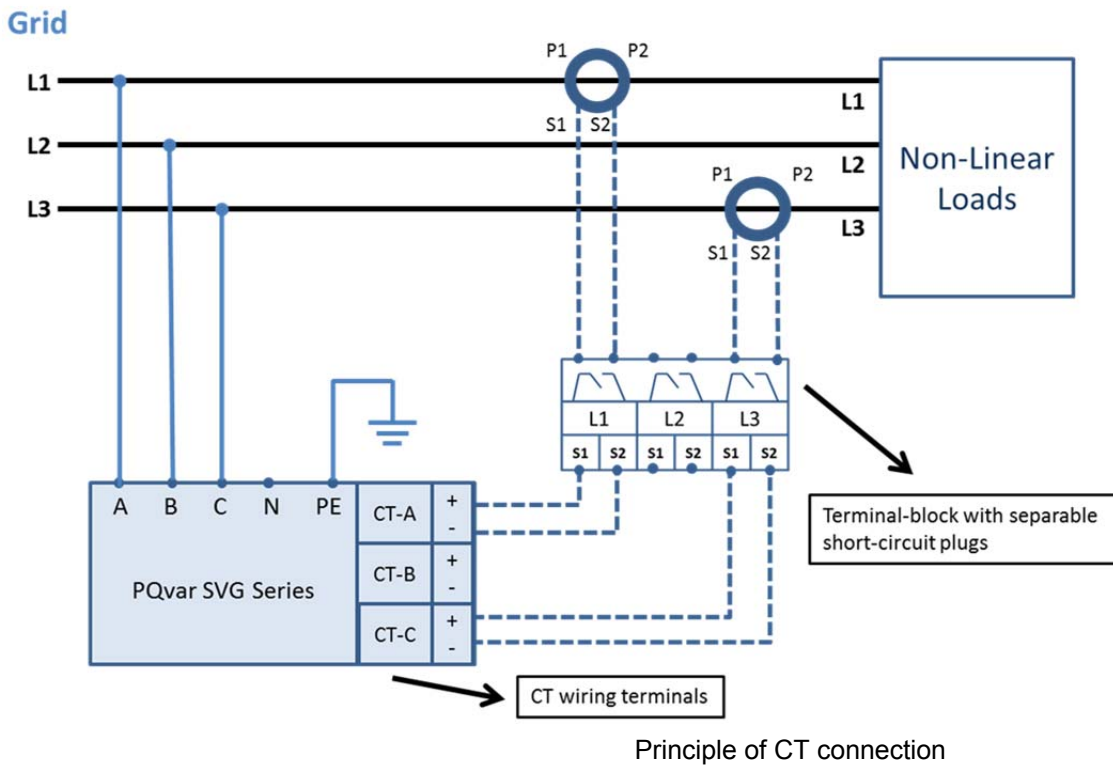 Grid
P1 P2
L1
L1
S1 S2
L2
L2
Non-Linear
Loads
P1 P2
L3
L3
S1 S2
L1 L2 L3
S1 S2 S1 S2 S1 S2
A B C N PE
CT-A + -
CT-B + -
CT-C + -
PQvar SVG Series
Terminal-block with separable
short-circuit plugs
CT wiring terminals
Principle of CT connection